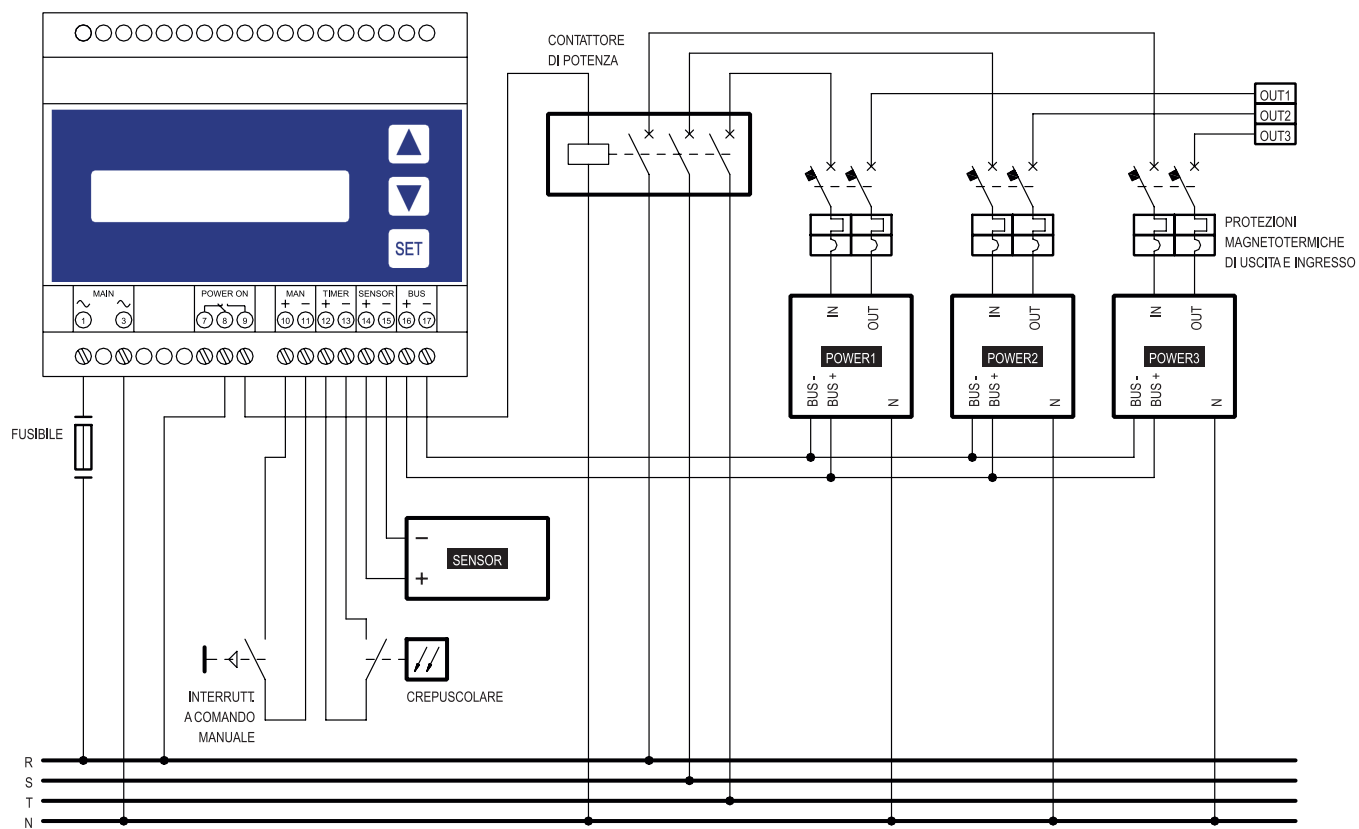 CONTATTORE
DI POTENZA
OUT1
OUT2
OUT3
SET
PROTEZIONI
MAGNETOTERMICHE
DI USCITA E INGRESSO
MAIN
POWER ON
MAN
TIMER
SENSOR
BUS
+ − + − + − + −
1 3 7 8 9 10 11 12 13 14 15 16 17
IN OUT
POWER1
BUS - BUS + N
IN OUT
POWER2
BUS - BUS + N
IN OUT
POWER3
BUS - BUS + N
FUSIBILE
−
SENSOR
+
INTERRUTT.
A COMANDO
MANUALE
CREPUSCOLARE
R
S
T
N